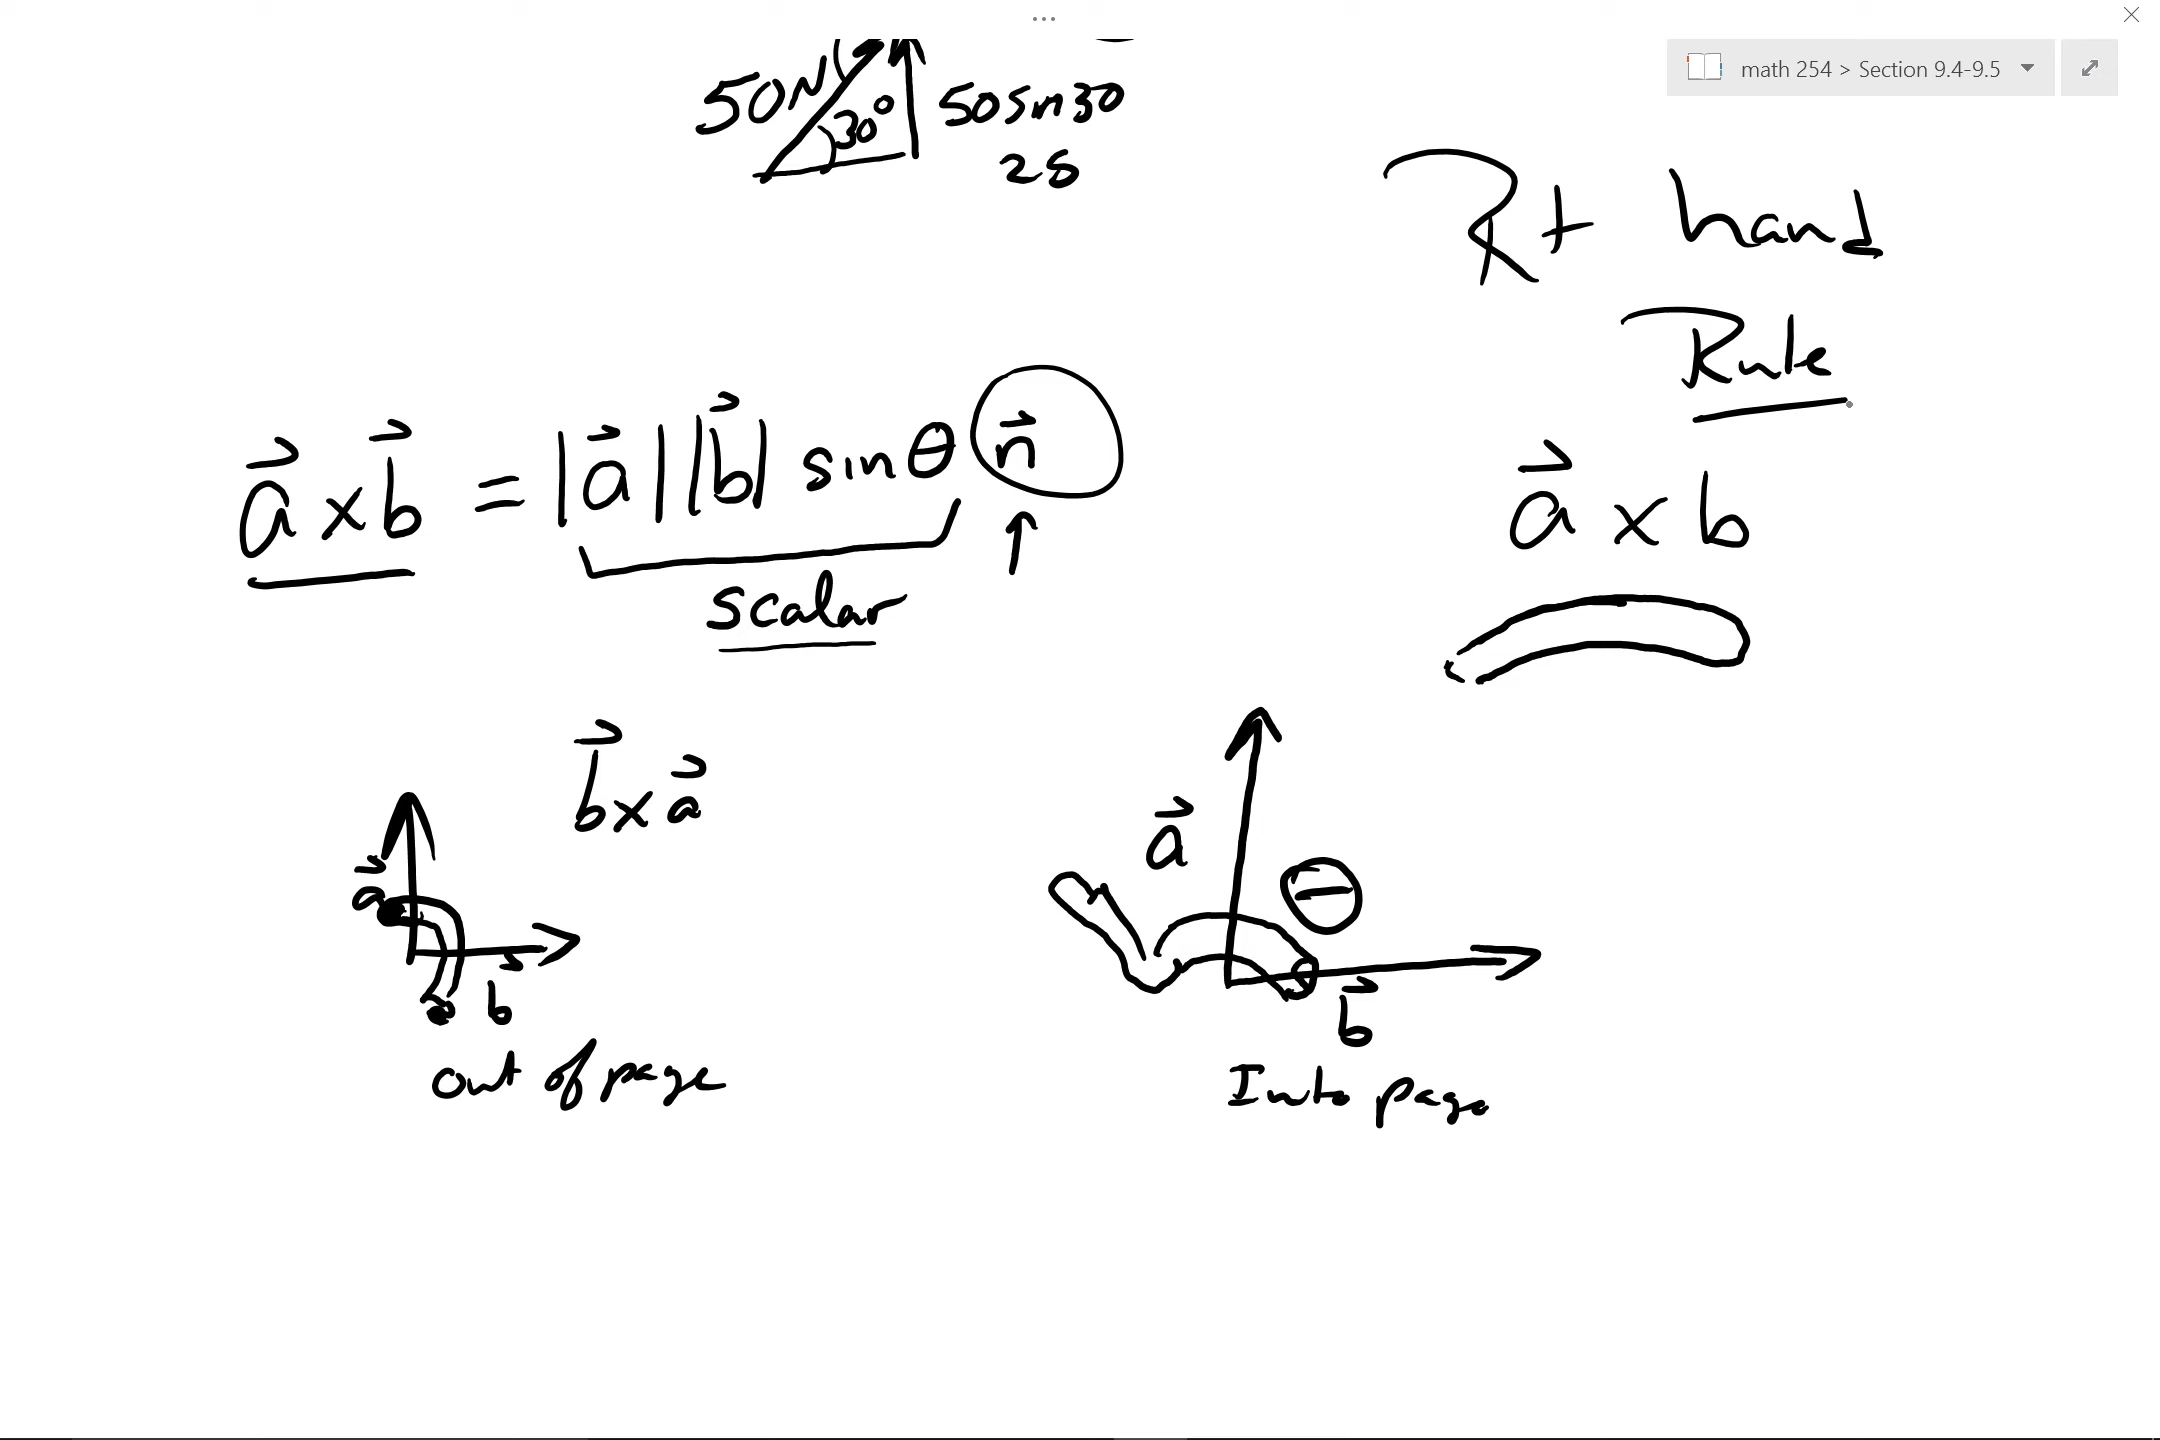 math 254 > Section 9.4-9.5
50N
30°
50sin30
25
Rt hand
Rule
a⃗ × b⃗ = |a⃗||b⃗| sinθ n⃗
scalar
a⃗ × b
b⃗ × a⃗
a⃗
b⃗
out of page
a⃗
b⃗
Into page